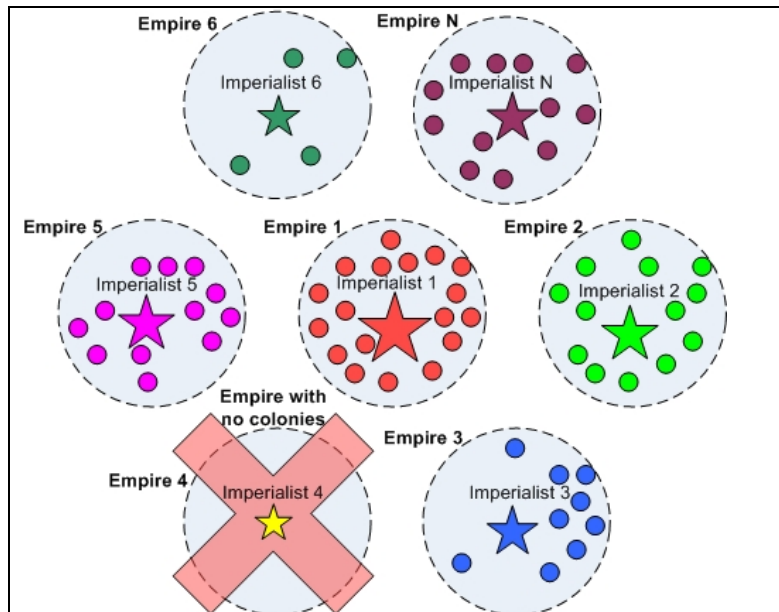 Empire 6
Empire N
Imperialist 6
Imperialist N
Empire 5
Empire 1
Empire 2
Imperialist 5
Imperialist 1
Imperialist 2
Empire with
no colonies
Empire 3
Empire 4
Imperialist 4
Imperialist 3